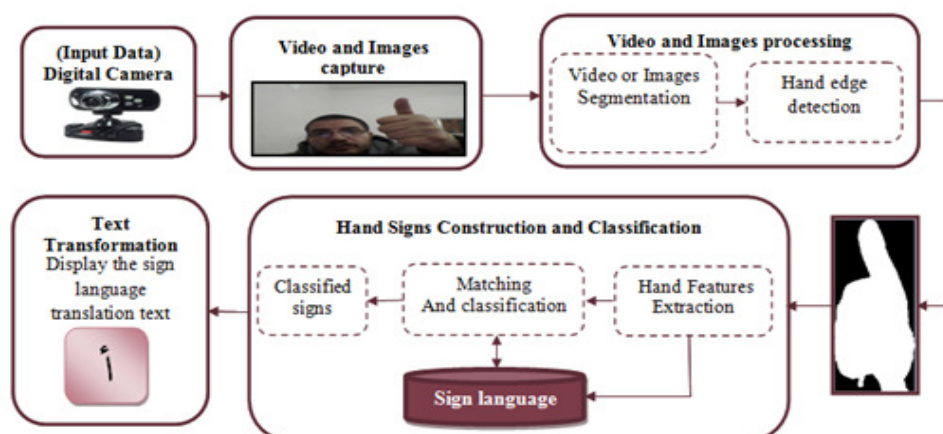 (Input Data)
Digital Camera
Video and Images
capture
Video and Images processing
Video or Images
Segmentation
Hand edge
detection
Text
Transformation
Display the sign
language
translation text
أ
Hand Signs Construction and Classification
Classified
signs
Matching
And classification
Hand Features
Extraction
Sign language